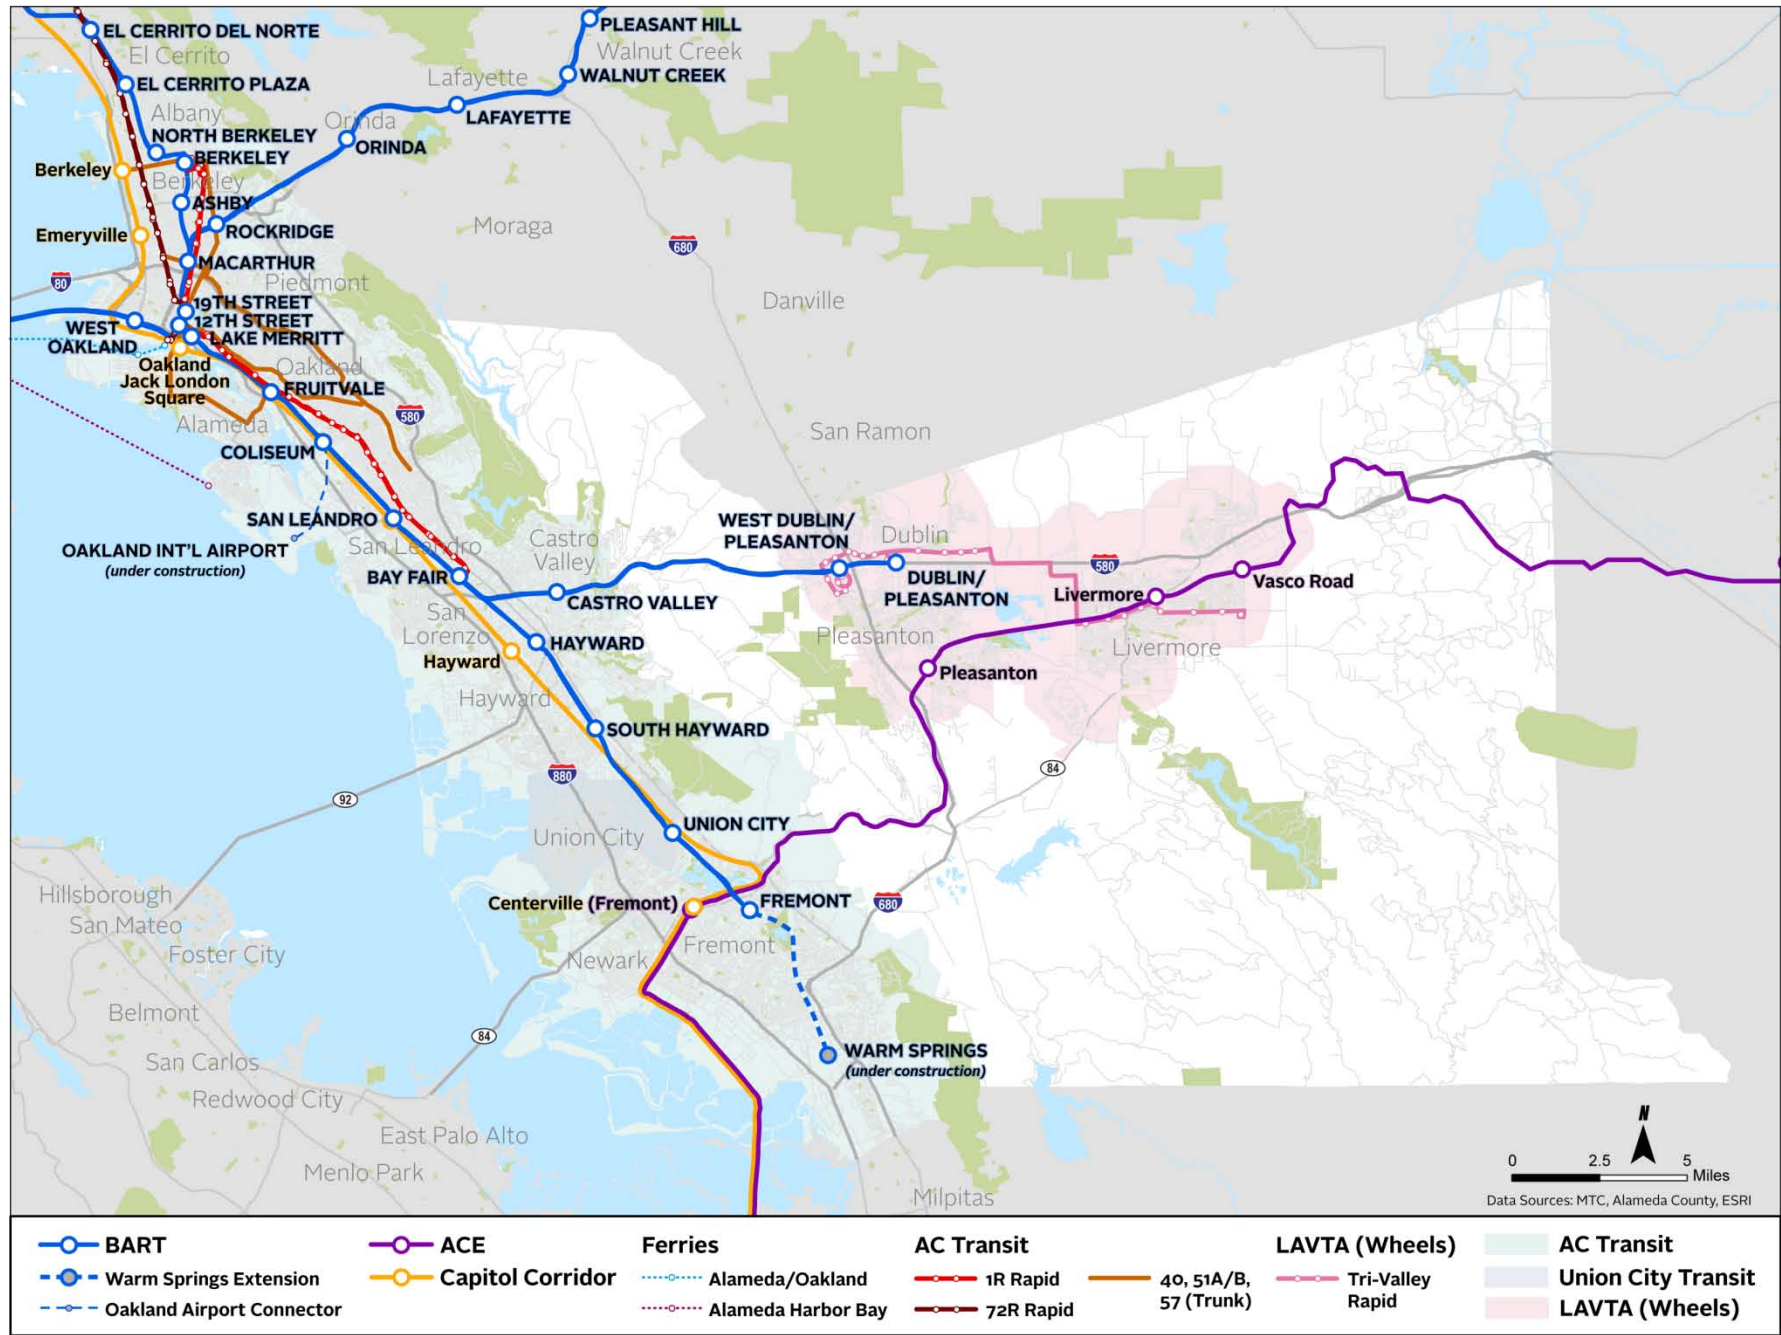 EL CERRITO DEL NORTE
El Cerrito
PLEASANT HILL
Walnut Creek
WALNUT CREEK
Lafayette
EL CERRITO PLAZA
Albany
LAFAYETTE
Orinda
ORINDA
NORTH BERKELEY
BERKELEY
Berkeley
Berkeley
ASHBY
ROCKRIDGE
Moraga
Emeryville
680
MACARTHUR
80
Piedmont
Danville
19TH STREET
12TH STREET
WEST
OAKLAND
LAKE MERRITT
Oakland
Jack London
Square
Oakland
FRUITVALE
Alameda
580
San Ramon
COLISEUM
SAN LEANDRO
San Leandro
OAKLAND INT'L AIRPORT
(under construction)
Castro
Valley
WEST DUBLIN/
PLEASANTON
Dublin
BAY FAIR
DUBLIN/
PLEASANTON
580
Vasco Road
Livermore
CASTRO VALLEY
San
Lorenzo
HAYWARD
Pleasanton
Livermore
Hayward
Pleasanton
Hayward
SOUTH HAYWARD
880
84
92
UNION CITY
Union City
Hillsborough
San Mateo
Centerville (Fremont)
FREMONT
680
Foster City
Fremont
Newark
Belmont
84
WARM SPRINGS
(under construction)
San Carlos
Redwood City
East Palo Alto
Menlo Park
Milpitas
N
0 2.5 5
Miles
Data Sources: MTC, Alameda County, ESRI
BART
Warm Springs Extension
Oakland Airport Connector
ACE
Capitol Corridor
Ferries
Alameda/Oakland
Alameda Harbor Bay
AC Transit
1R Rapid
72R Rapid
40, 51A/B,
57 (Trunk)
LAVTA (Wheels)
Tri-Valley
Rapid
AC Transit
Union City Transit
LAVTA (Wheels)